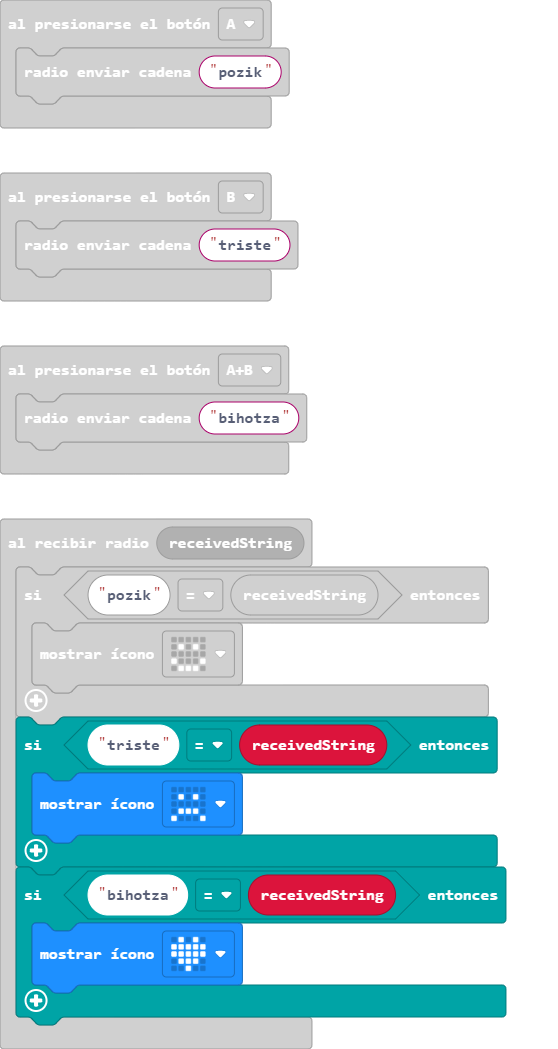 al presionarse el botón A
radio enviar cadena "pozik"
al presionarse el botón B
radio enviar cadena "triste"
al presionarse el botón A+B
radio enviar cadena "bihotza"
al recibir radio receivedString
si "pozik" = receivedString entonces
mostrar ícono
si "triste" = receivedString entonces
mostrar ícono
si "bihotza" = receivedString entonces
mostrar ícono